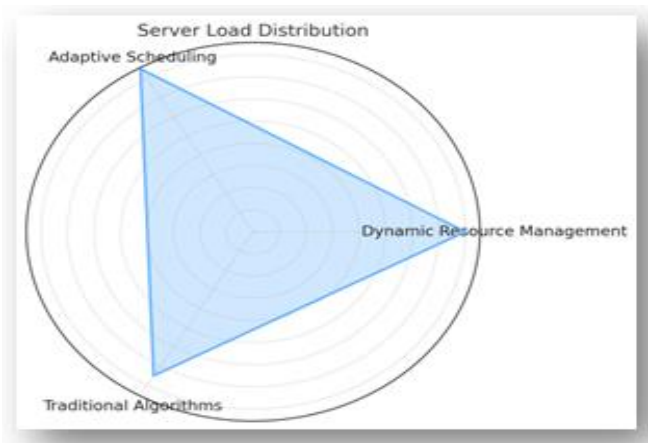 Server Load Distribution
Adaptive Scheduling
Dynamic Resource Management
Traditional Algorithms